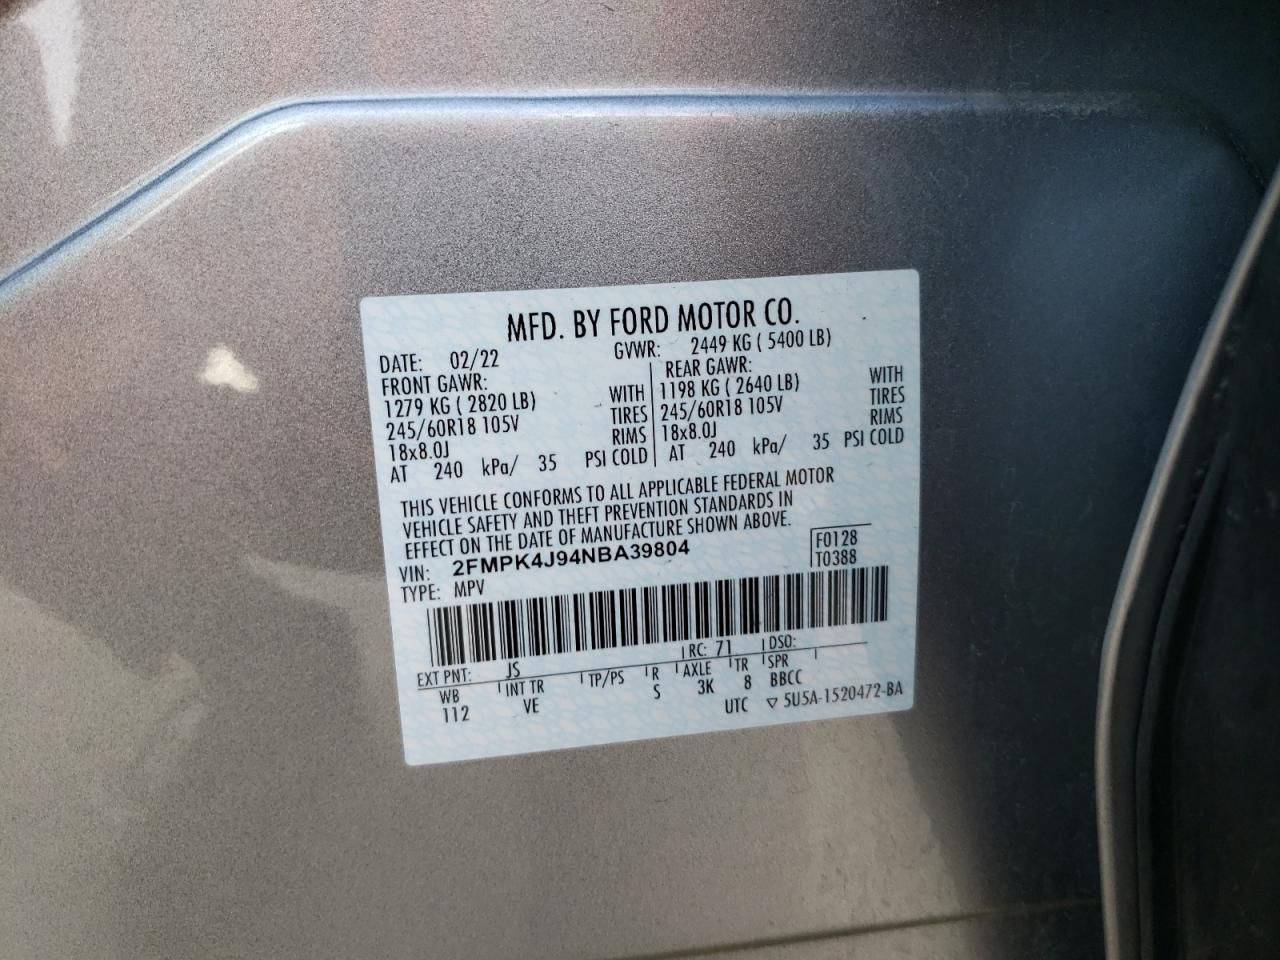 MFD. BY FORD MOTOR CO.
DATE: 02/22 GVWR: 2449 KG ( 5400 LB)
FRONT GAWR: REAR GAWR:
1279 KG ( 2820 LB) WITH 1198 KG ( 2640 LB) WITH
245/60R18 105V TIRES 245/60R18 105V TIRES
18x8.0J RIMS 18x8.0J RIMS
AT 240 kPa/ 35 PSI COLD AT 240 kPa/ 35 PSI COLD
THIS VEHICLE CONFORMS TO ALL APPLICABLE FEDERAL MOTOR
VEHICLE SAFETY AND THEFT PREVENTION STANDARDS IN
EFFECT ON THE DATE OF MANUFACTURE SHOWN ABOVE.
VIN: 2FMPK4J94NBA39804 F0128
TYPE: MPV T0388
EXT PNT: JS RC: 71 DSO:
WB INT TR TP/PS R AXLE TR SPR
112 VE S 3K 8 BBCC
UTC ▽ 5U5A-1520472-BA